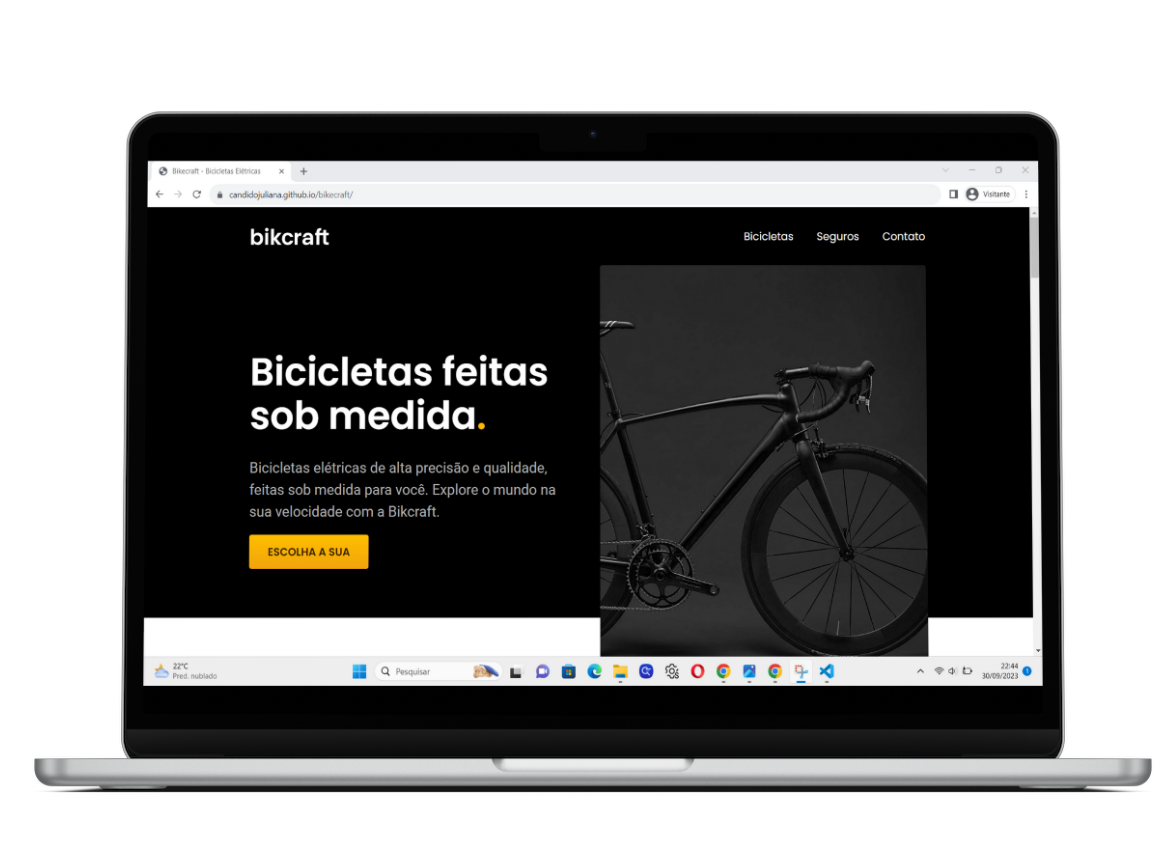 Bikecraft - Bicicletas Elétricas
candidojuliana.github.io/bikecraft/
Visitante
bikcraft
Bicicletas
Seguros
Contato
Bicicletas feitas
sob medida.
Bicicletas elétricas de alta precisão e qualidade,
feitas sob medida para você. Explore o mundo na
sua velocidade com a Bikcraft.
ESCOLHA A SUA
22°C
Pred. nublado
Pesquisar
22:44
30/09/2023